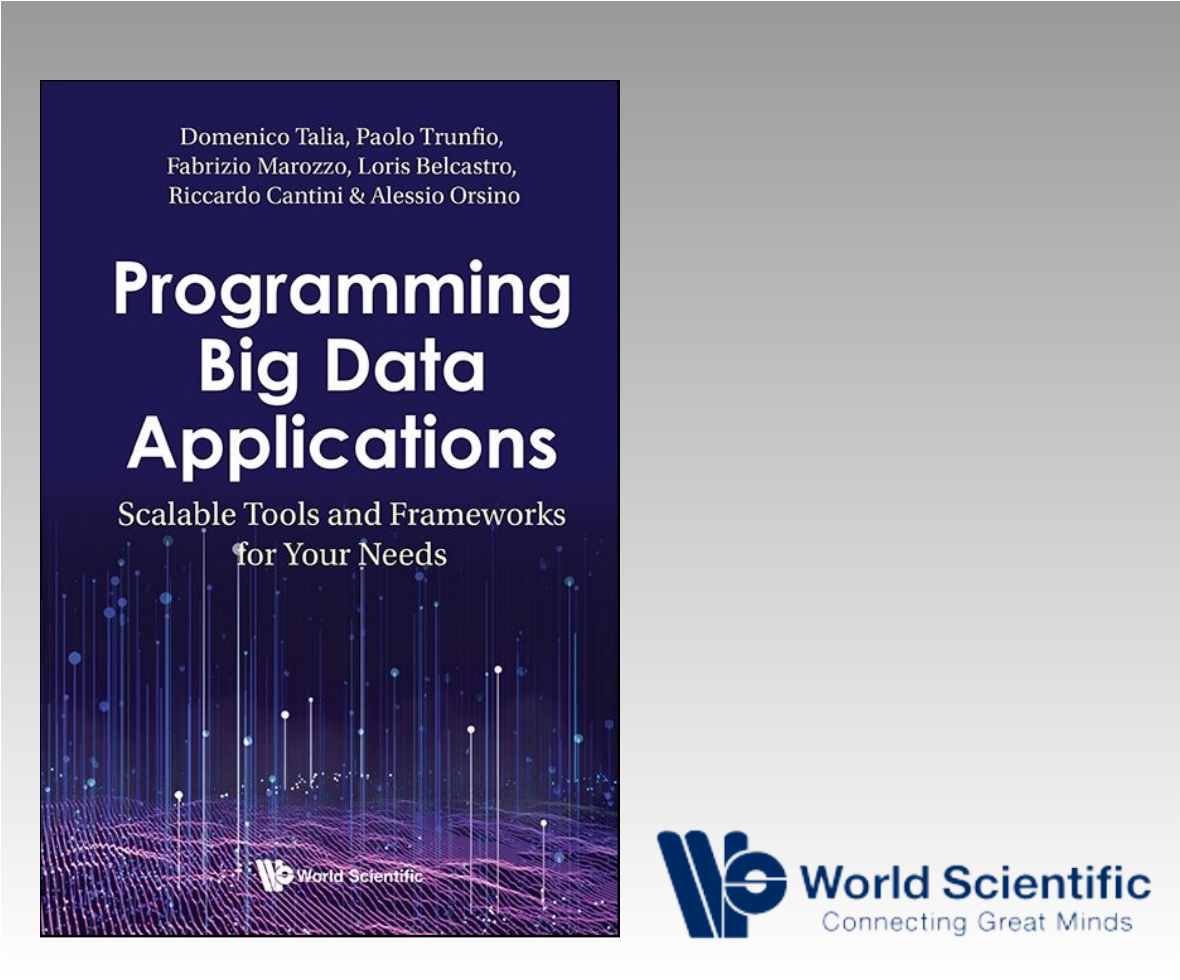 Domenico Talia, Paolo Trunfio,
Fabrizio Marozzo, Loris Belcastro,
Riccardo Cantini & Alessio Orsino
Programming
Big Data
Applications
Scalable Tools and Frameworks
for Your Needs
World Scientific
World Scientific
Connecting Great Minds